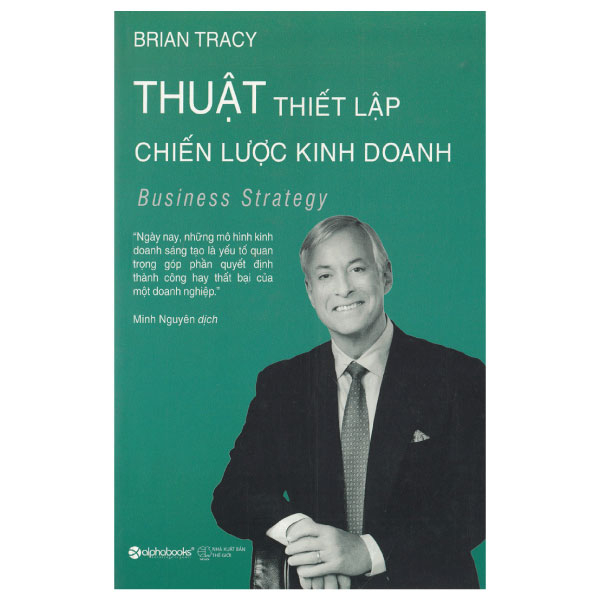 BRIAN TRACY
THUẬT THIẾT LẬP
CHIẾN LƯỢC KINH DOANH
Business Strategy
“Ngày nay, những mô hình kinh
doanh sáng tạo là yếu tố quan
trọng góp phần quyết định
thành công hay thất bại của
một doanh nghiệp.”
Minh Nguyên dịch
alphabooks
NHÀ XUẤT BẢN
THẾ GIỚI